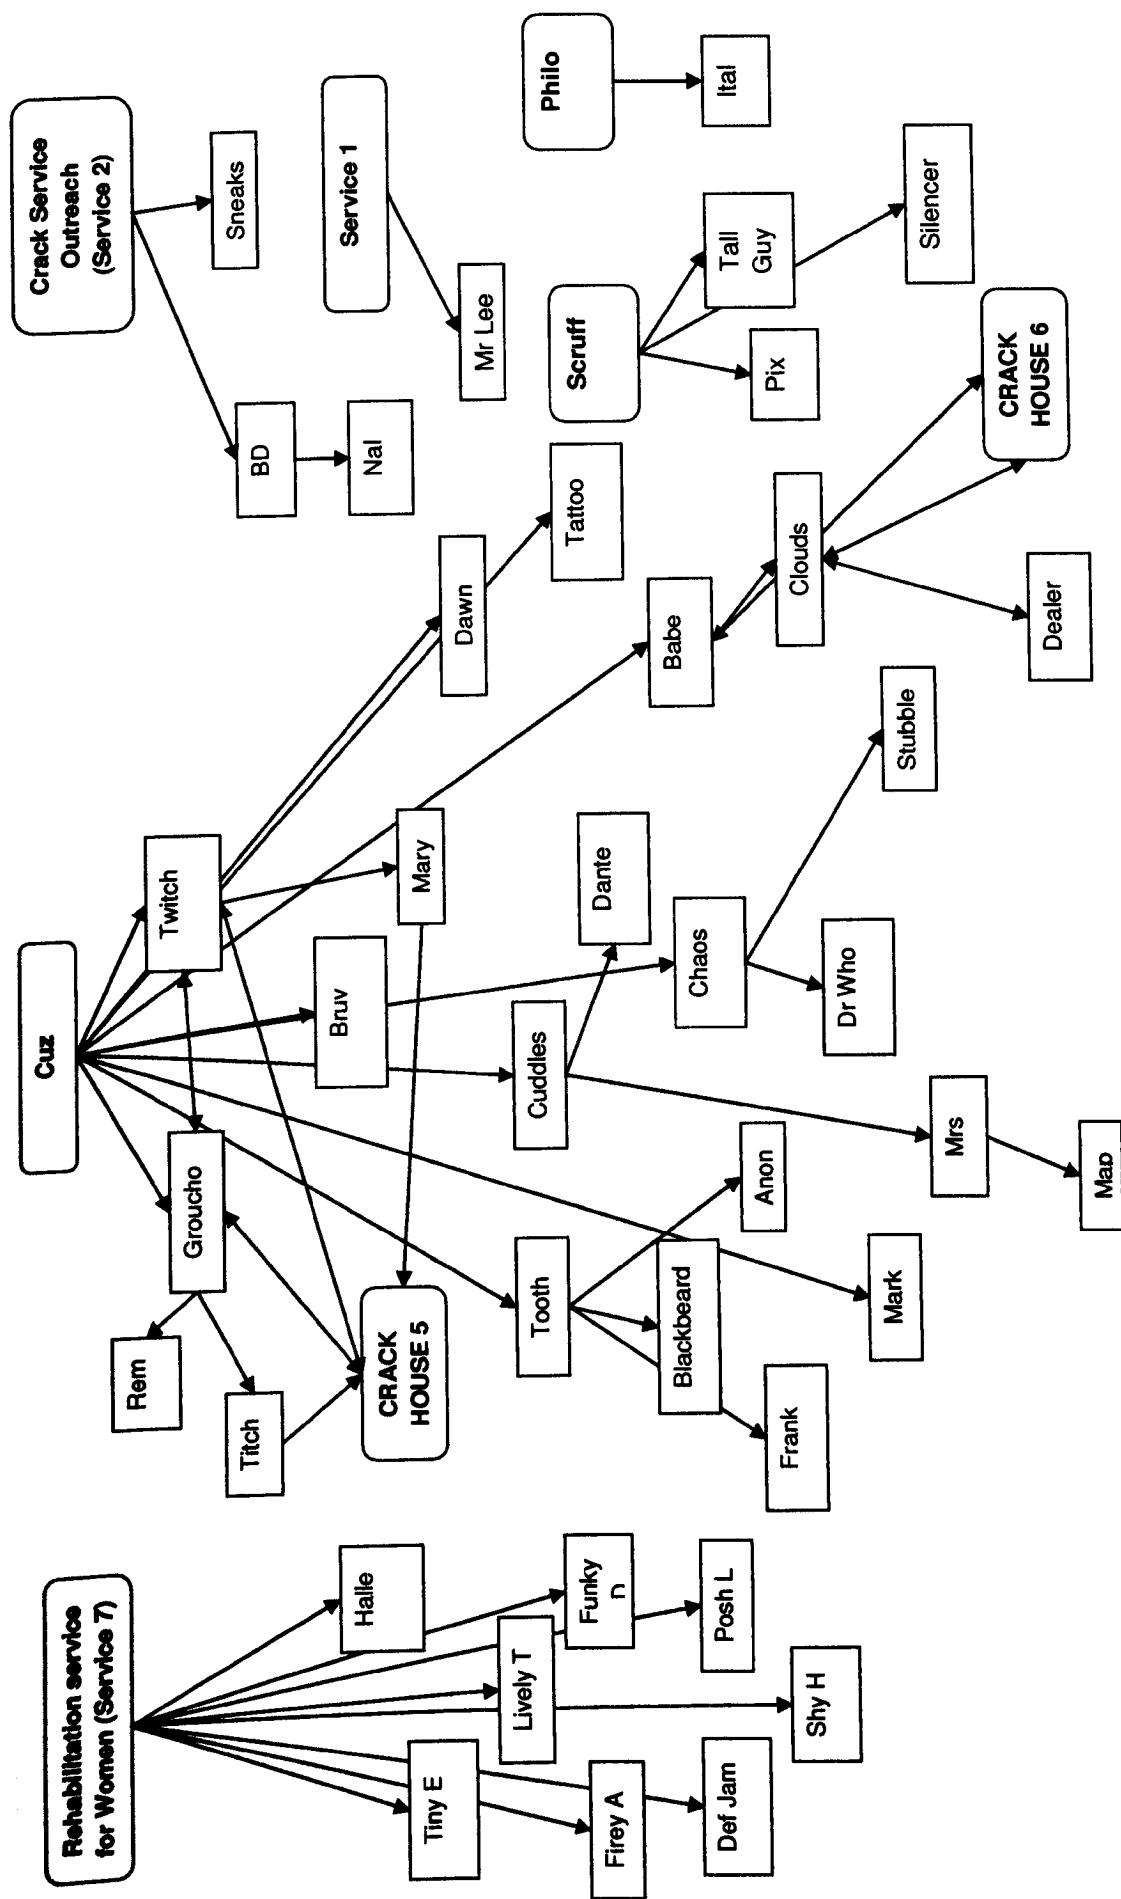 Rehabilitation service
for Women (Service 7)
Cuz
Crack Service
Outreach
(Service 2)
Rem
Groucho
Twitch
Sneaks
Titch
BD
Halle
Bruv
Service 1
CRACK
HOUSE 5
Mary
Nal
Tiny E
Dawn
Mr Lee
Lively T
Tooth
Cuddles
Tattoo
Philo
Funky
Firey A
Dante
Scruff
Blackbeard
Chaos
Babe
Ital
Posh L
Def Jam
Anon
Tall
Guy
Pix
Frank
Clouds
Shy H
Dr Who
Mark
Stubble
Silencer
Mrs
CRACK
HOUSE 6
Dealer
Map